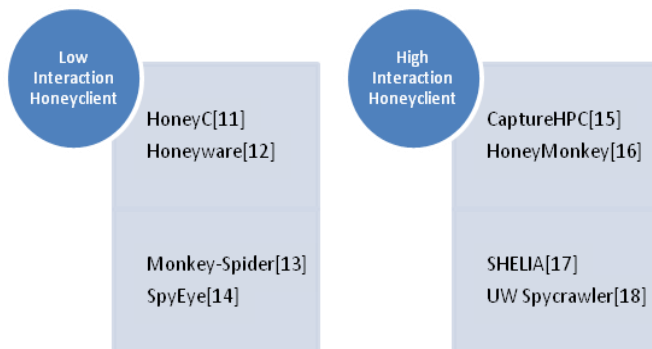 Low
Interaction
Honeyclient
HoneyC[11]
Honeyware[12]
Monkey-Spider[13]
SpyEye[14]
High
Interaction
Honeyclient
CaptureHPC[15]
HoneyMonkey[16]
SHELIA[17]
UW Spycrawler[18]